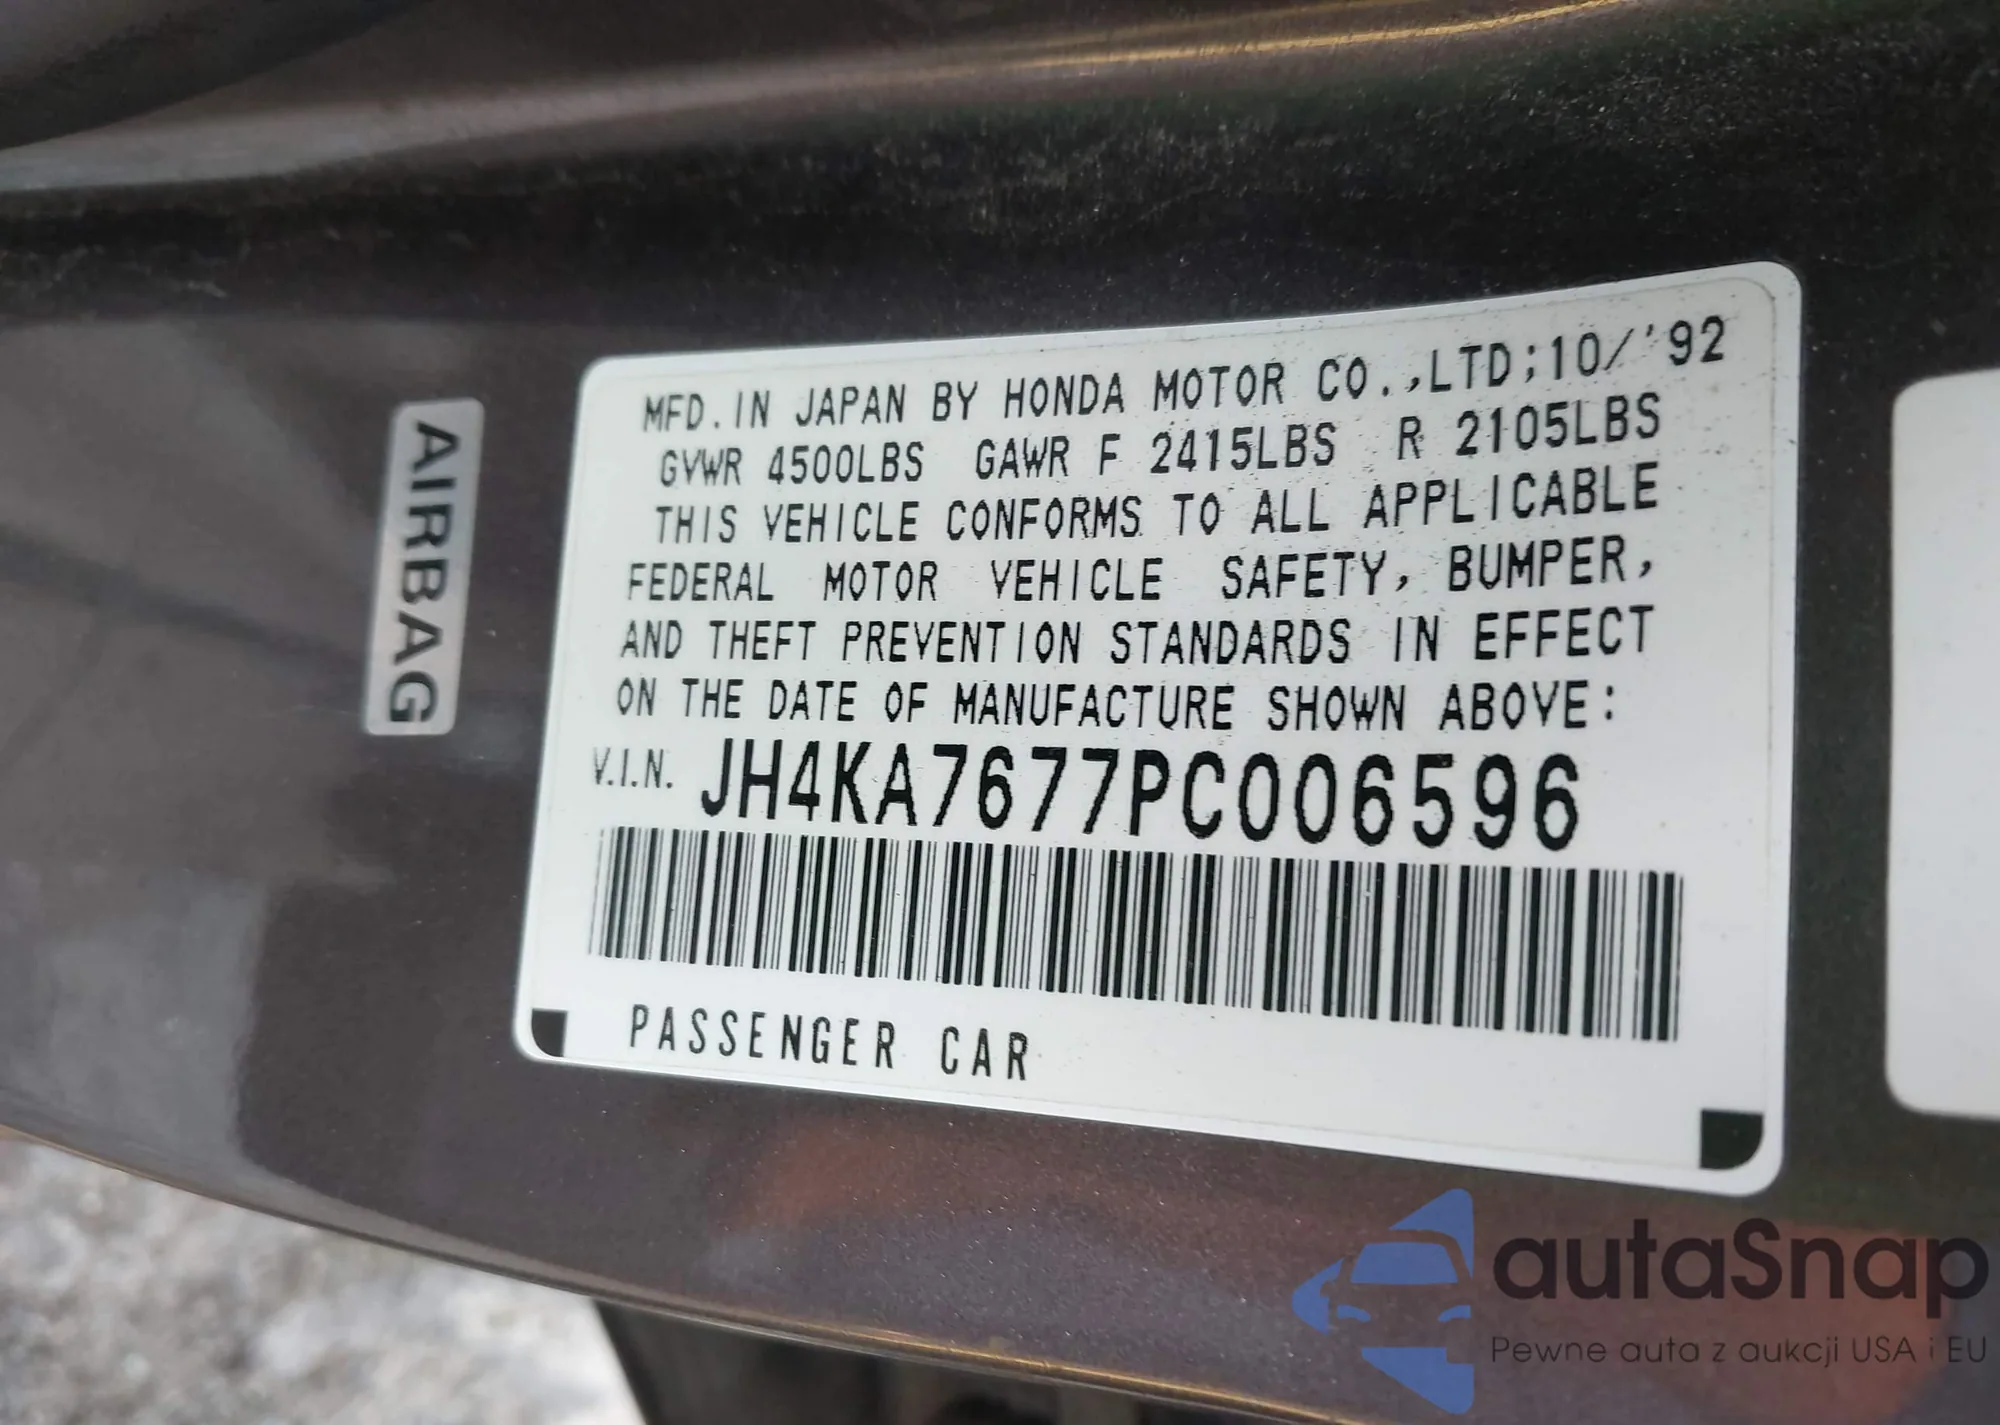 AIRBAG
MFD. IN JAPAN BY HONDA MOTOR CO.,LTD;10/'92
GVWR 4500LBS GAWR F 2415LBS R 2105LBS
THIS VEHICLE CONFORMS TO ALL APPLICABLE
FEDERAL MOTOR VEHICLE SAFETY, BUMPER,
AND THEFT PREVENTION STANDARDS IN EFFECT
ON THE DATE OF MANUFACTURE SHOWN ABOVE:
V.I.N. JH4KA7677PC006596
PASSENGER CAR
autaSnap
Pewne auta z aukcji USA i EU